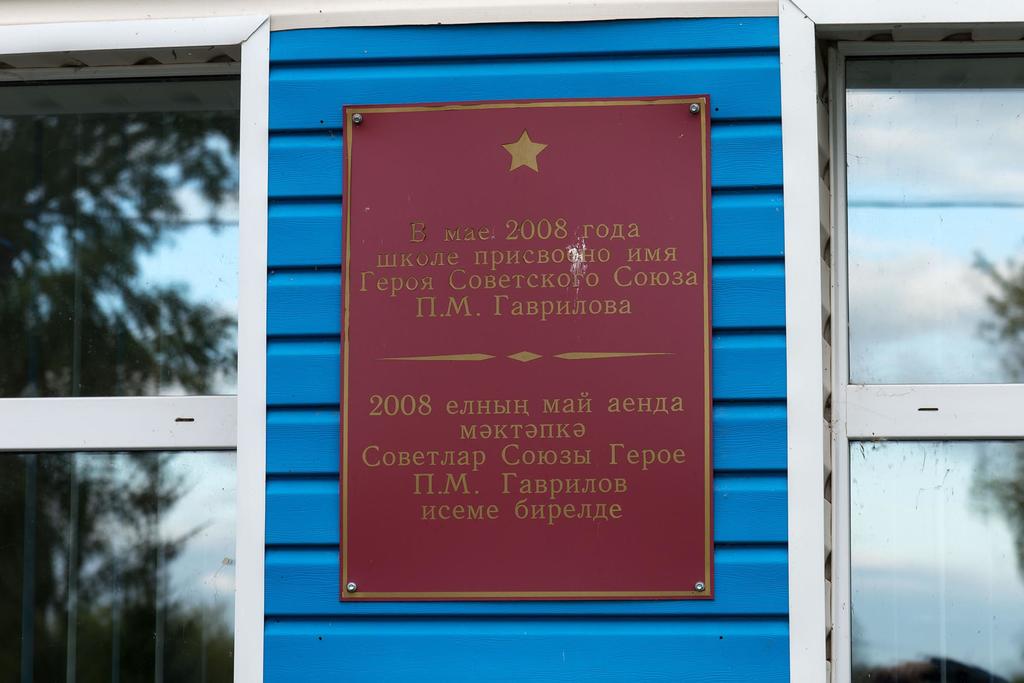 В мае 2008 года
школе присвоено имя
Героя Советского Союза
П.М. Гаврилова
2008 елның май аенда
мәктәпкә
Советлар Союзы Герое
П.М. Гаврилов
исеме бирелде